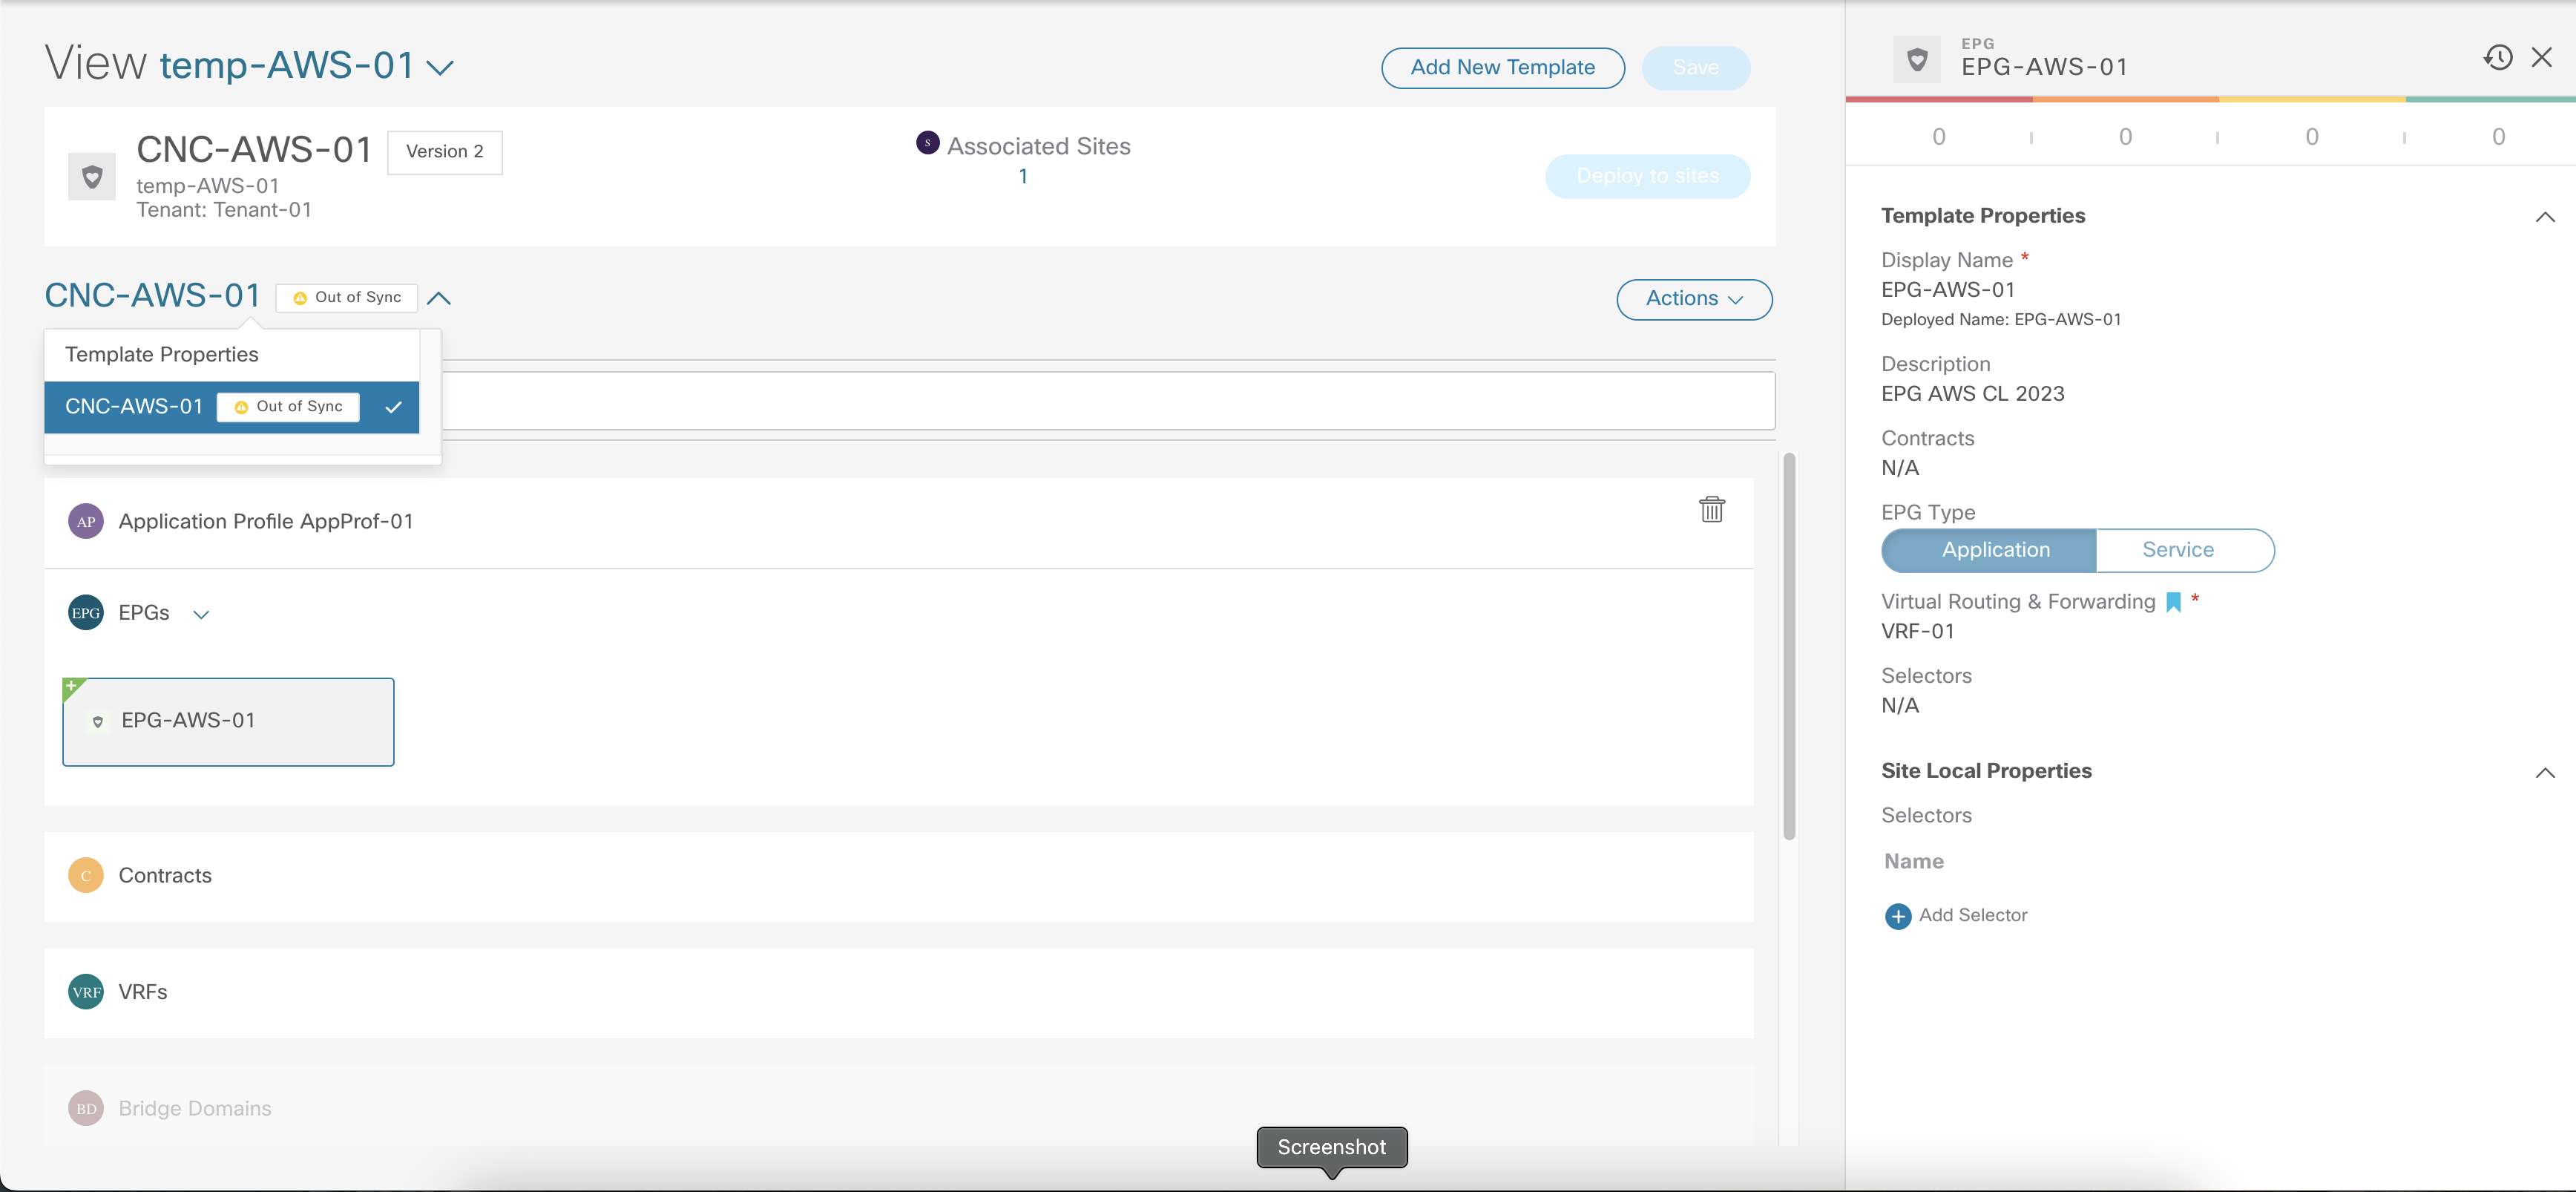 View temp-AWS-01
Add New Template
Save
CNC-AWS-01
Version 2
temp-AWS-01
Tenant: Tenant-01
S
Associated Sites
1
Deploy to sites
CNC-AWS-01
Out of Sync
Actions
Template Properties
CNC-AWS-01
Out of Sync
AP
Application Profile AppProf-01
EPG
EPGs
EPG-AWS-01
C
Contracts
VRF
VRFs
BD
Bridge Domains
Screenshot
EPG
EPG-AWS-01
0
0
0
0
Template Properties
Display Name *
EPG-AWS-01
Deployed Name: EPG-AWS-01
Description
EPG AWS CL 2023
Contracts
N/A
EPG Type
Application
Service
Virtual Routing & Forwarding *
VRF-01
Selectors
N/A
Site Local Properties
Selectors
Name
Add Selector